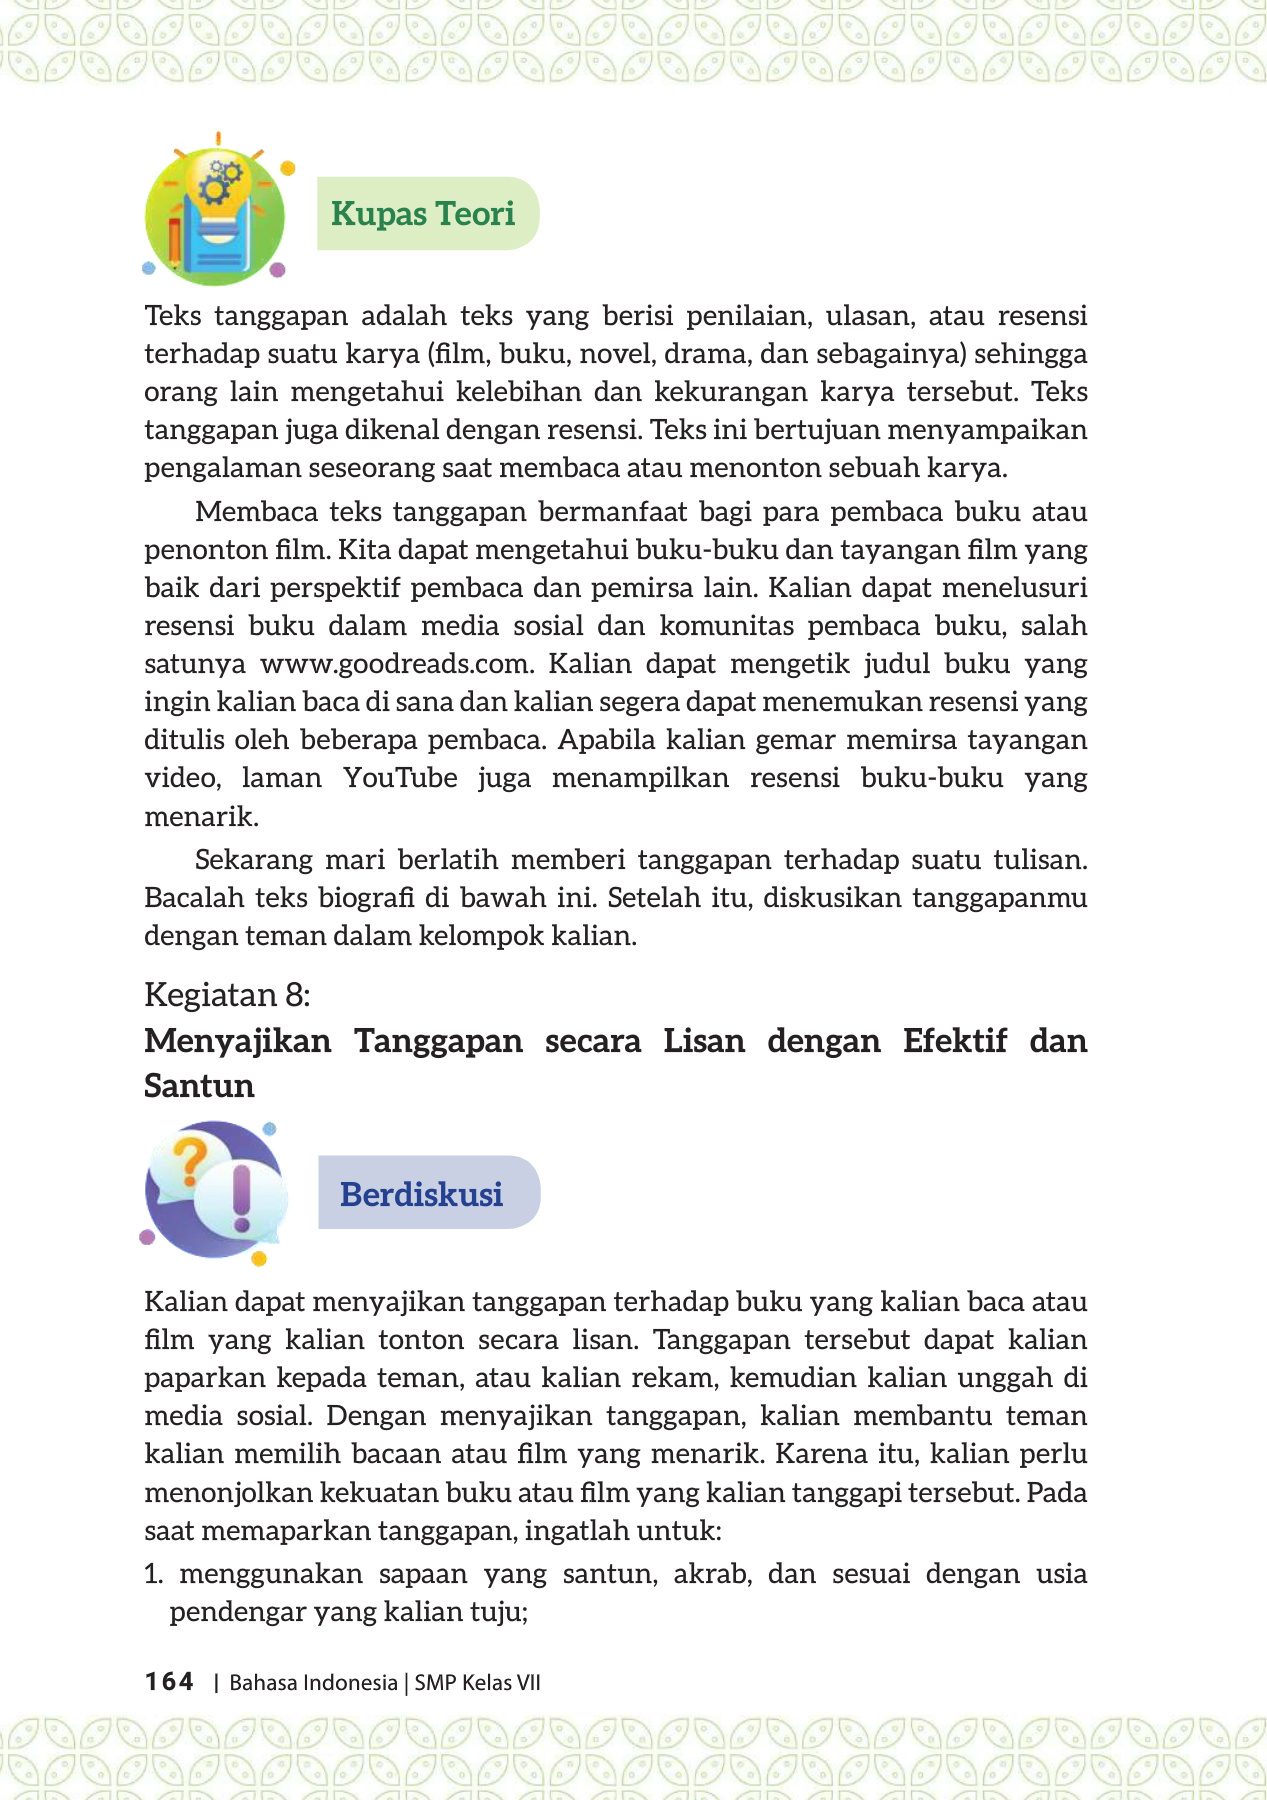 Kupas Teori
Teks tanggapan adalah teks yang berisi penilaian, ulasan, atau resensi
terhadap suatu karya (film, buku, novel, drama, dan sebagainya) sehingga
orang lain mengetahui kelebihan dan kekurangan karya tersebut. Teks
tanggapan juga dikenal dengan resensi. Teks ini bertujuan menyampaikan
pengalaman seseorang saat membaca atau menonton sebuah karya.
Membaca teks tanggapan bermanfaat bagi para pembaca buku atau
penonton film. Kita dapat mengetahui buku-buku dan tayangan film yang
baik dari perspektif pembaca dan pemirsa lain. Kalian dapat menelusuri
resensi buku dalam media sosial dan komunitas pembaca buku, salah
satunya www.goodreads.com. Kalian dapat mengetik judul buku yang
ingin kalian baca di sana dan kalian segera dapat menemukan resensi yang
ditulis oleh beberapa pembaca. Apabila kalian gemar memirsa tayangan
video, laman YouTube juga menampilkan resensi buku-buku yang
menarik.
Sekarang mari berlatih memberi tanggapan terhadap suatu tulisan.
Bacalah teks biografi di bawah ini. Setelah itu, diskusikan tanggapanmu
dengan teman dalam kelompok kalian.
Kegiatan 8:
Menyajikan Tanggapan secara Lisan dengan Efektif dan
Santun
Berdiskusi
Kalian dapat menyajikan tanggapan terhadap buku yang kalian baca atau
film yang kalian tonton secara lisan. Tanggapan tersebut dapat kalian
paparkan kepada teman, atau kalian rekam, kemudian kalian unggah di
media sosial. Dengan menyajikan tanggapan, kalian membantu teman
kalian memilih bacaan atau film yang menarik. Karena itu, kalian perlu
menonjolkan kekuatan buku atau film yang kalian tanggapi tersebut. Pada
saat memaparkan tanggapan, ingatlah untuk:
1. menggunakan sapaan yang santun, akrab, dan sesuai dengan usia
pendengar yang kalian tuju;
164 | Bahasa Indonesia | SMP Kelas VII